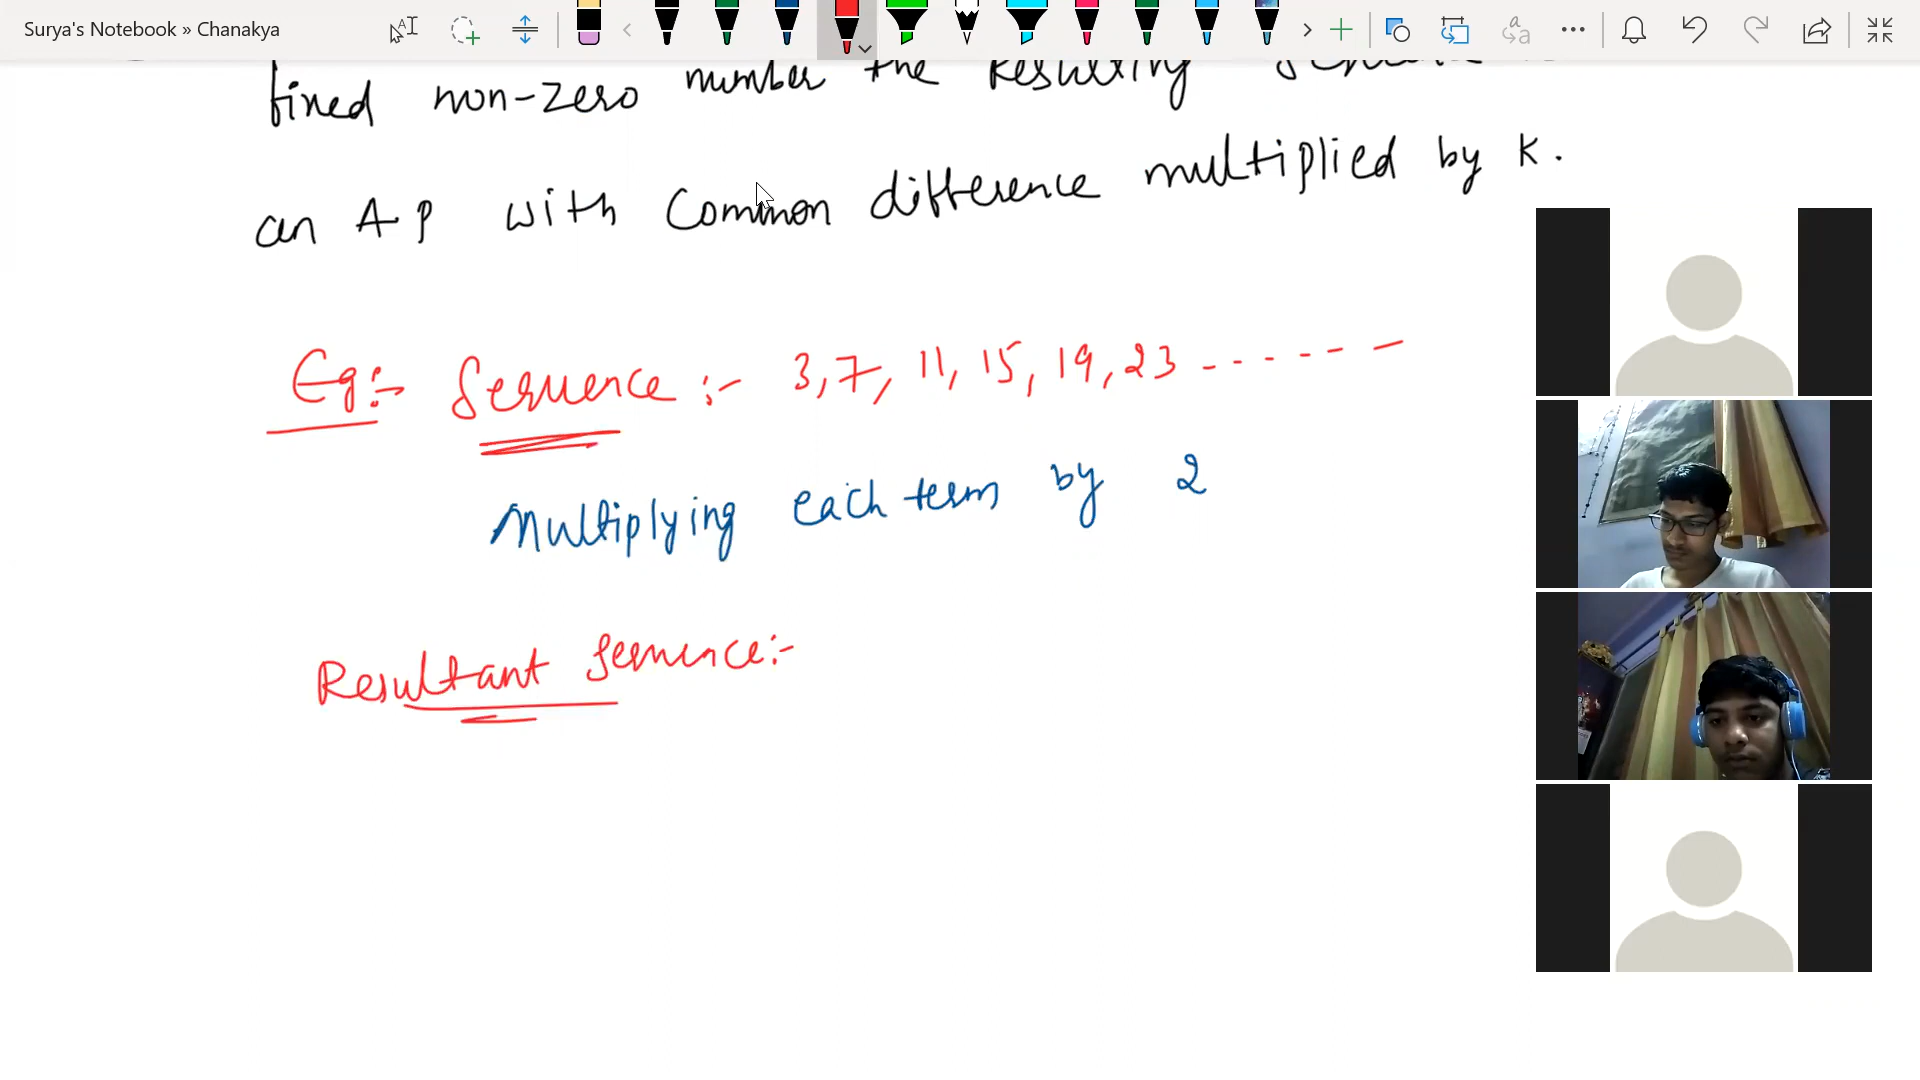 Surya's Notebook » Chanakya
fixed non-zero number the Resulting
an AP with Common difference multiplied by K.
Eg:- Sequence :- 3, 7, 11, 15, 19, 23 - - - - - -
Multiplying each term by 2
Resultant Sequence:-